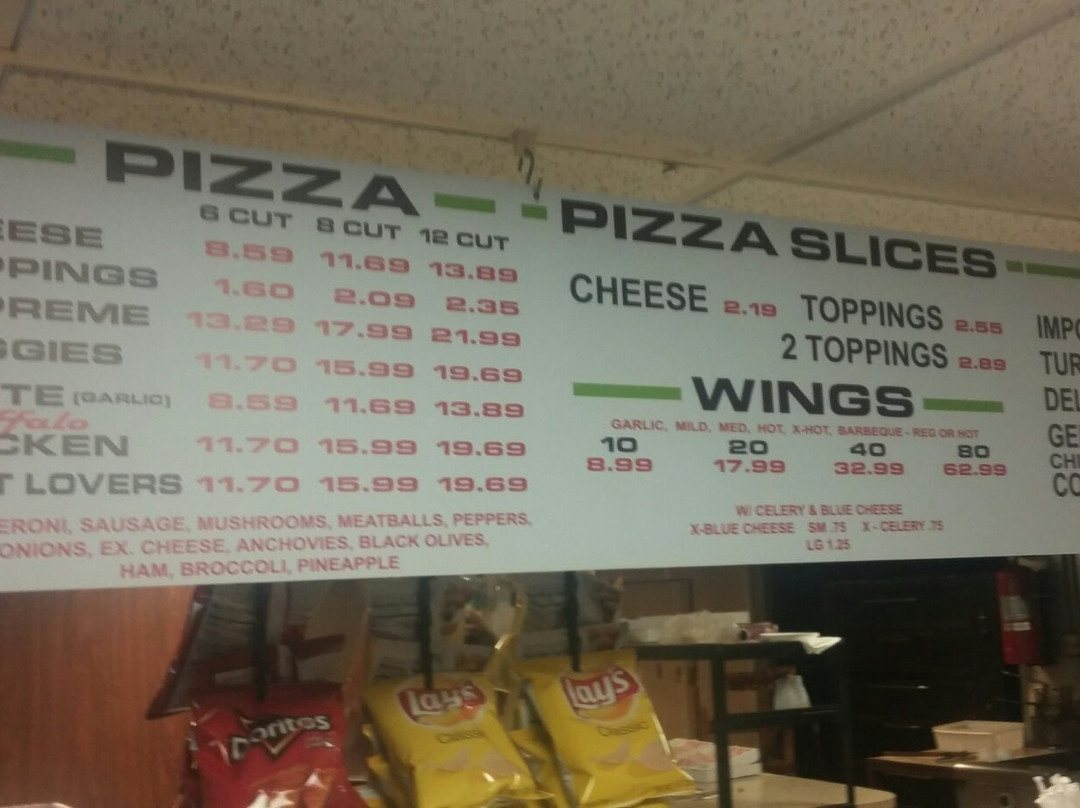 PIZZA
6 CUT 8 CUT 12 CUT
EESE 8.59 11.69 13.89
PPINGS 1.60 2.09 2.35
PREME 13.29 17.99 21.99
GGIES 11.70 15.99 19.69
TE (GARLIC) 8.59 11.69 13.89
ffalo
CKEN 11.70 15.99 19.69
T LOVERS 11.70 15.99 19.69
ERONI, SAUSAGE, MUSHROOMS, MEATBALLS, PEPPERS,
ONIONS, EX. CHEESE, ANCHOVIES, BLACK OLIVES,
HAM, BROCCOLI, PINEAPPLE
PIZZA SLICES
CHEESE 2.19 TOPPINGS 2.55
2 TOPPINGS 2.89
WINGS
GARLIC, MILD, MED, HOT, X-HOT, BARBEQUE - REG OR HOT
10 20 40 80
8.99 17.99 32.99 62.99
W/ CELERY & BLUE CHEESE
X-BLUE CHEESE SM .75 X - CELERY .75
LG 1.25
IMPO
TUR
DEL
GE
CHI
CO
Doritos
Lay's
Classic
Lay's
Classic